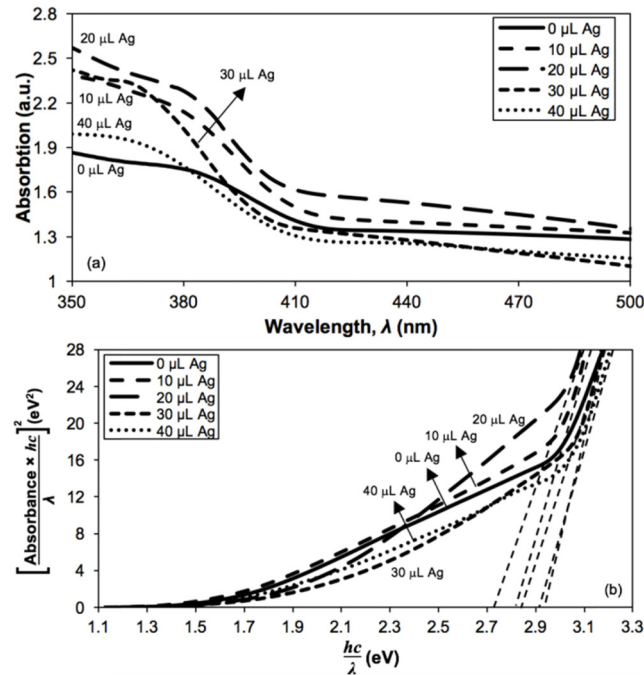 2.8
2.5
2.2
1.9
1.6
1.3
1
Absorbtion (a.u.)
20 µL Ag
30 µL Ag
10 µL Ag
40 µL Ag
0 µL Ag
0 µL Ag
10 µL Ag
20 µL Ag
30 µL Ag
40 µL Ag
(a)
350 380 410 440 470 500
Wavelength, λ (nm)
28
24
20
16
12
8
4
0
[Absorbance × hc / λ]² (eV²)
0 µL Ag
10 µL Ag
20 µL Ag
30 µL Ag
40 µL Ag
20 µL Ag
10 µL Ag
0 µL Ag
40 µL Ag
30 µL Ag
(b)
1.1 1.3 1.5 1.7 1.9 2.1 2.3 2.5 2.7 2.9 3.1 3.3
hc/λ (eV)